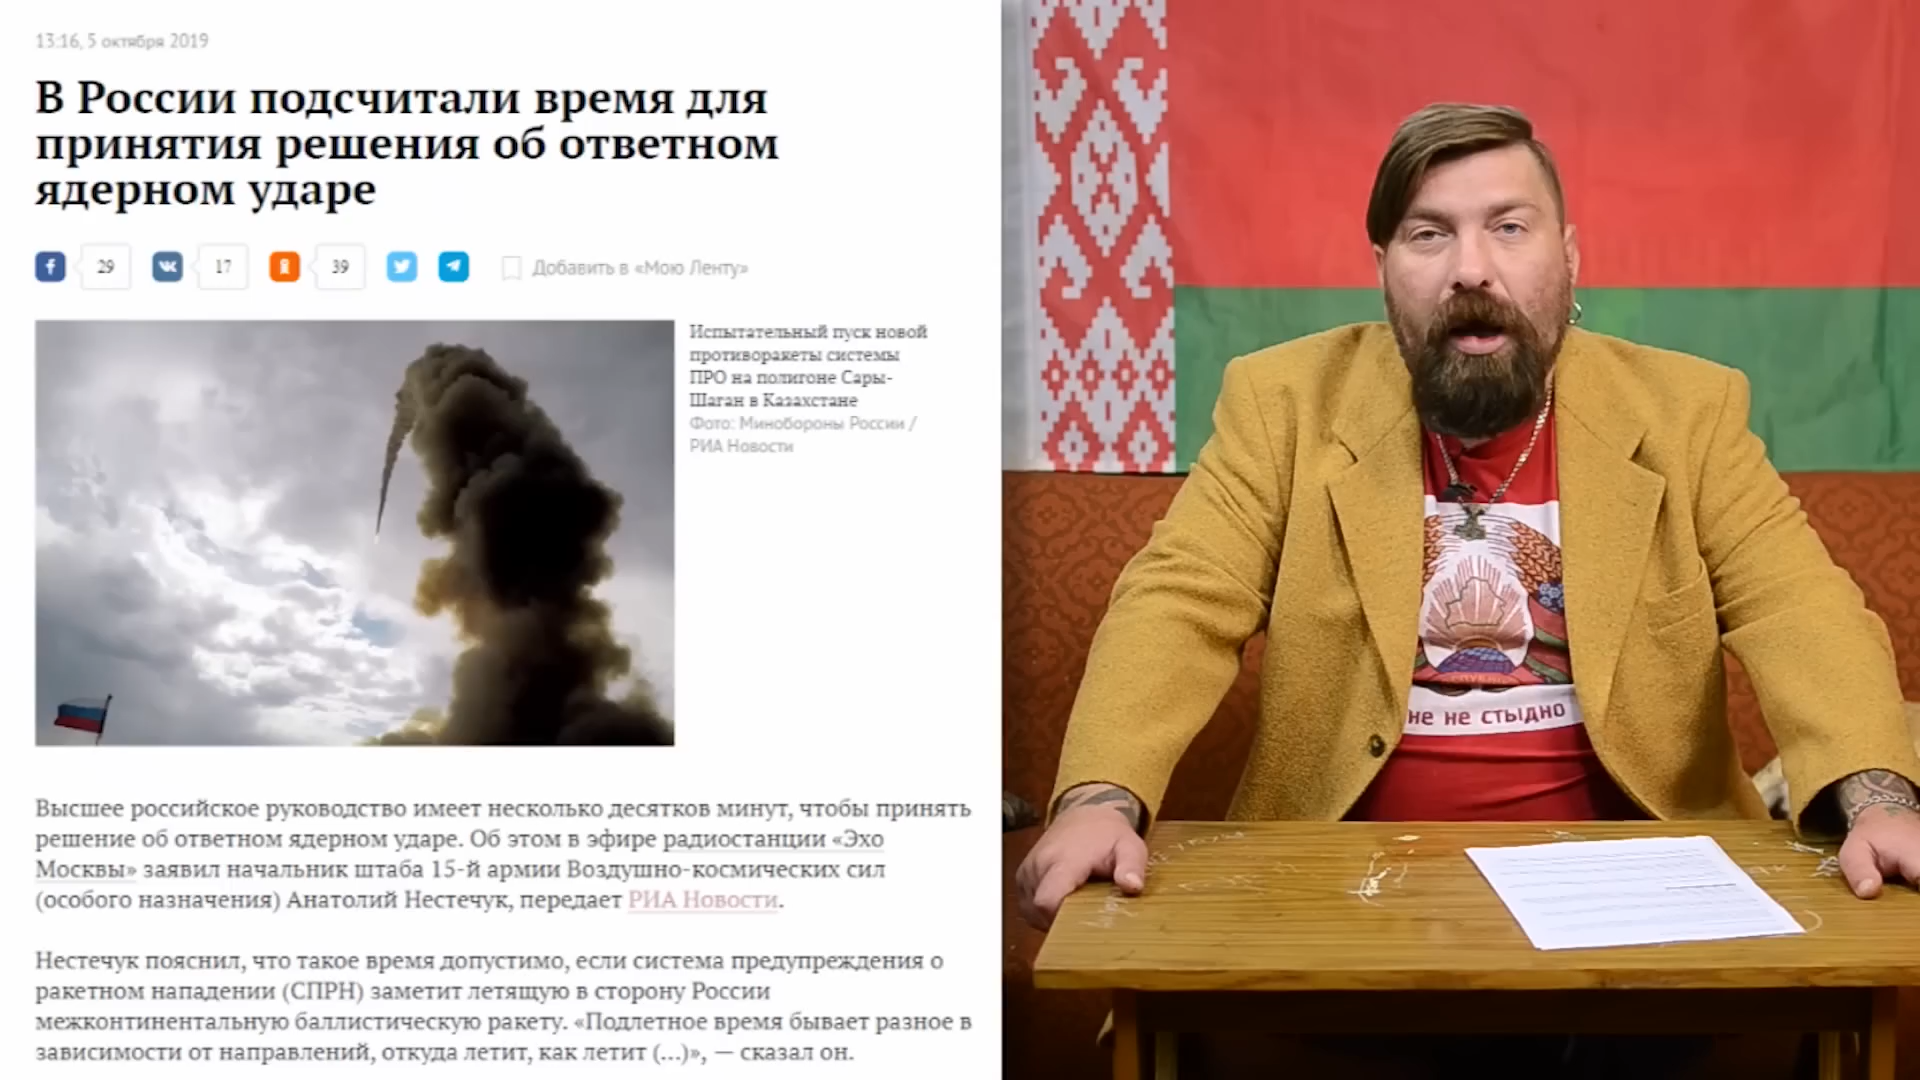 13:16, 5 октября 2019
В России подсчитали время для
принятия решения об ответном
ядерном ударе
29
17
39
Добавить в «Мою Ленту»
Испытательный пуск новой
противоракеты системы
ПРО на полигоне Сары-
Шаган в Казахстане
Фото: Минобороны России /
РИА Новости
Высшее российское руководство имеет несколько десятков минут, чтобы принять
решение об ответном ядерном ударе. Об этом в эфире радиостанции «Эхо
Москвы» заявил начальник штаба 15-й армии Воздушно-космических сил
(особого назначения) Анатолий Нестечук, передает РИА Новости.
Нестечук пояснил, что такое время допустимо, если система предупреждения о
ракетном нападении (СПРН) заметит летящую в сторону России
межконтинентальную баллистическую ракету. «Подлетное время бывает разное в
зависимости от направлений, откуда летит, как летит (...)», — сказал он.
не не стыдно